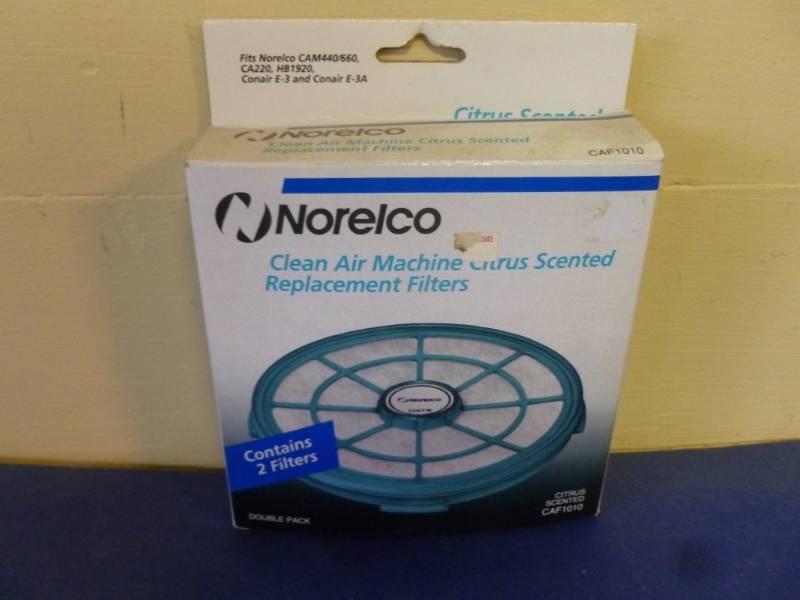 Fits Norelco CAM440/660,
CA220, HB1920,
Conair E-3 and Conair E-3A
Citrus Scented
Norelco
Clean Air Machine Citrus Scented
Replacement Filters
CAF1010
Norelco
Clean Air Machine Citrus Scented
Replacement Filters
Norelco
DATE
Contains
2 Filters
DOUBLE PACK
CITRUS
SCENTED
CAF1010